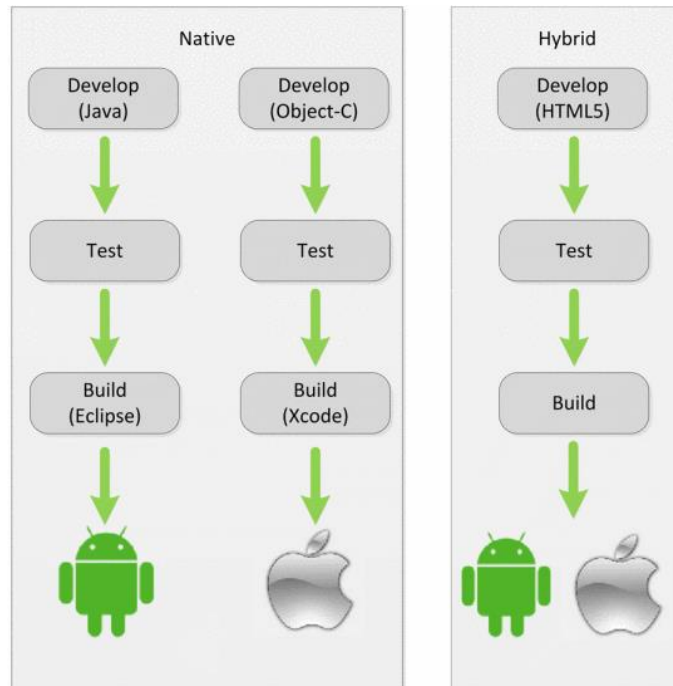 Native
Develop
(Java)
Develop
(Object-C)
Test
Test
Build
(Eclipse)
Build
(Xcode)
Hybrid
Develop
(HTML5)
Test
Build